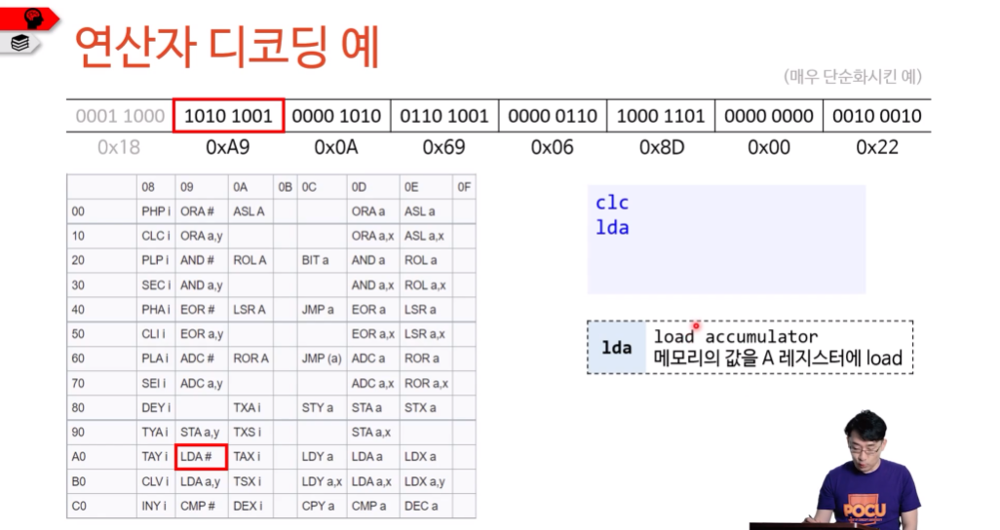 연산자 디코딩 예
(매우 단순화시킨 예)
0001 1000 1010 1001 0000 1010 0110 1001 0000 0110 1000 1101 0000 0000 0010 0010
0x18 0xA9 0x0A 0x69 0x06 0x8D 0x00 0x22
08 09 0A 0B 0C 0D 0E 0F
00 PHP i ORA # ASL A ORA a ASL a
10 CLC i ORA a,y ORA a,x ASL a,x
20 PLP i AND # ROL A BIT a AND a ROL a
30 SEC i AND a,y AND a,x ROL a,x
40 PHA i EOR # LSR A JMP a EOR a LSR a
50 CLI i EOR a,y EOR a,x LSR a,x
60 PLA i ADC # ROR A JMP (a) ADC a ROR a
70 SEI i ADC a,y ADC a,x ROR a,x
80 DEY i TXA i STY a STA a STX a
90 TYA i STA a,y TXS i STA a,x
A0 TAY i LDA # TAX i LDY a LDA a LDX a
B0 CLV i LDA a,y TSX i LDY a,x LDA a,x LDX a,y
C0 INY i CMP # DEX i CPY a CMP a DEC a
clc
lda
lda
load accumulator
메모리의 값을 A 레지스터에 load
POCU